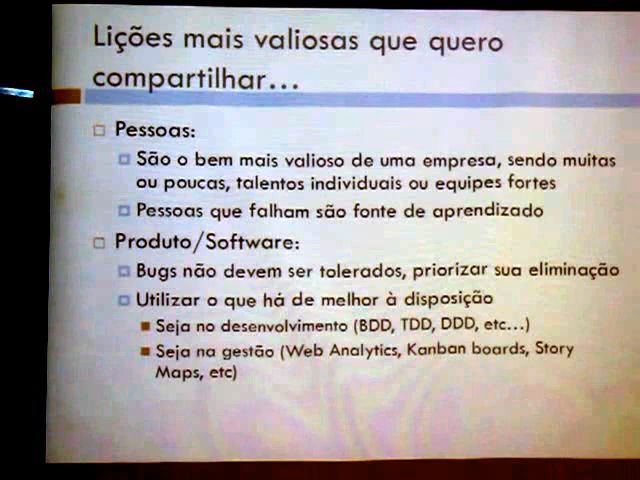 Lições mais valiosas que quero
compartilhar...
Pessoas:
São o bem mais valioso de uma empresa, sendo muitas
ou poucas, talentos individuais ou equipes fortes
Pessoas que falham são fonte de aprendizado
Produto/Software:
Bugs não devem ser tolerados, priorizar sua eliminação
Utilizar o que há de melhor à disposição
Seja no desenvolvimento (BDD, TDD, DDD, etc...)
Seja na gestão (Web Analytics, Kanban boards, Story
Maps, etc)